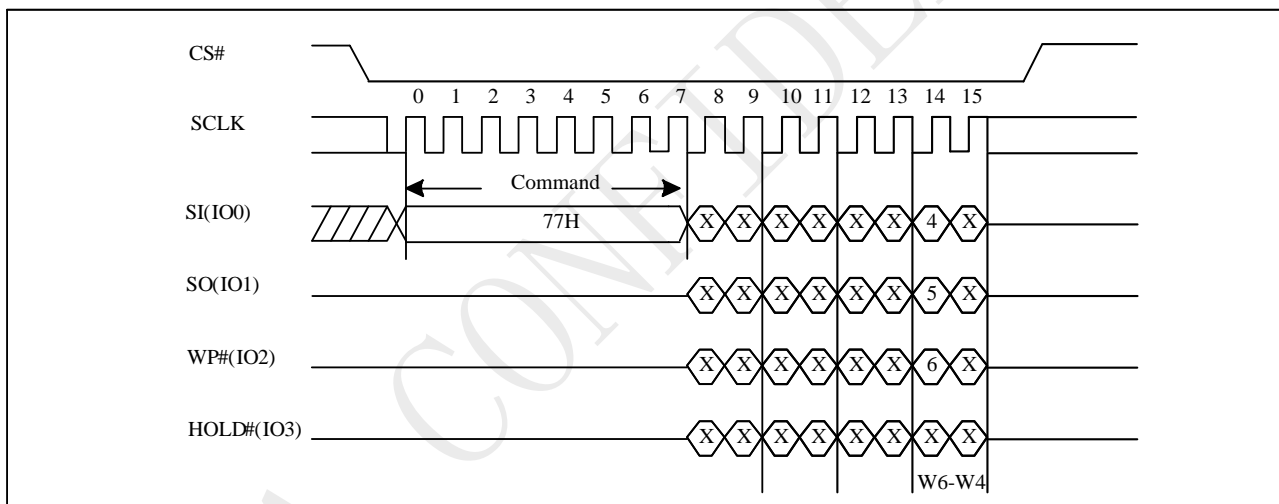 CS#
0 1 2 3 4 5 6 7 8 9 10 11 12 13 14 15
SCLK
Command
SI(IO0) 77H X X X X X X 4 X
SO(IO1) X X X X X X 5 X
WP#(IO2) X X X X X X 6 X
HOLD#(IO3) X X X X X X X X
W6-W4